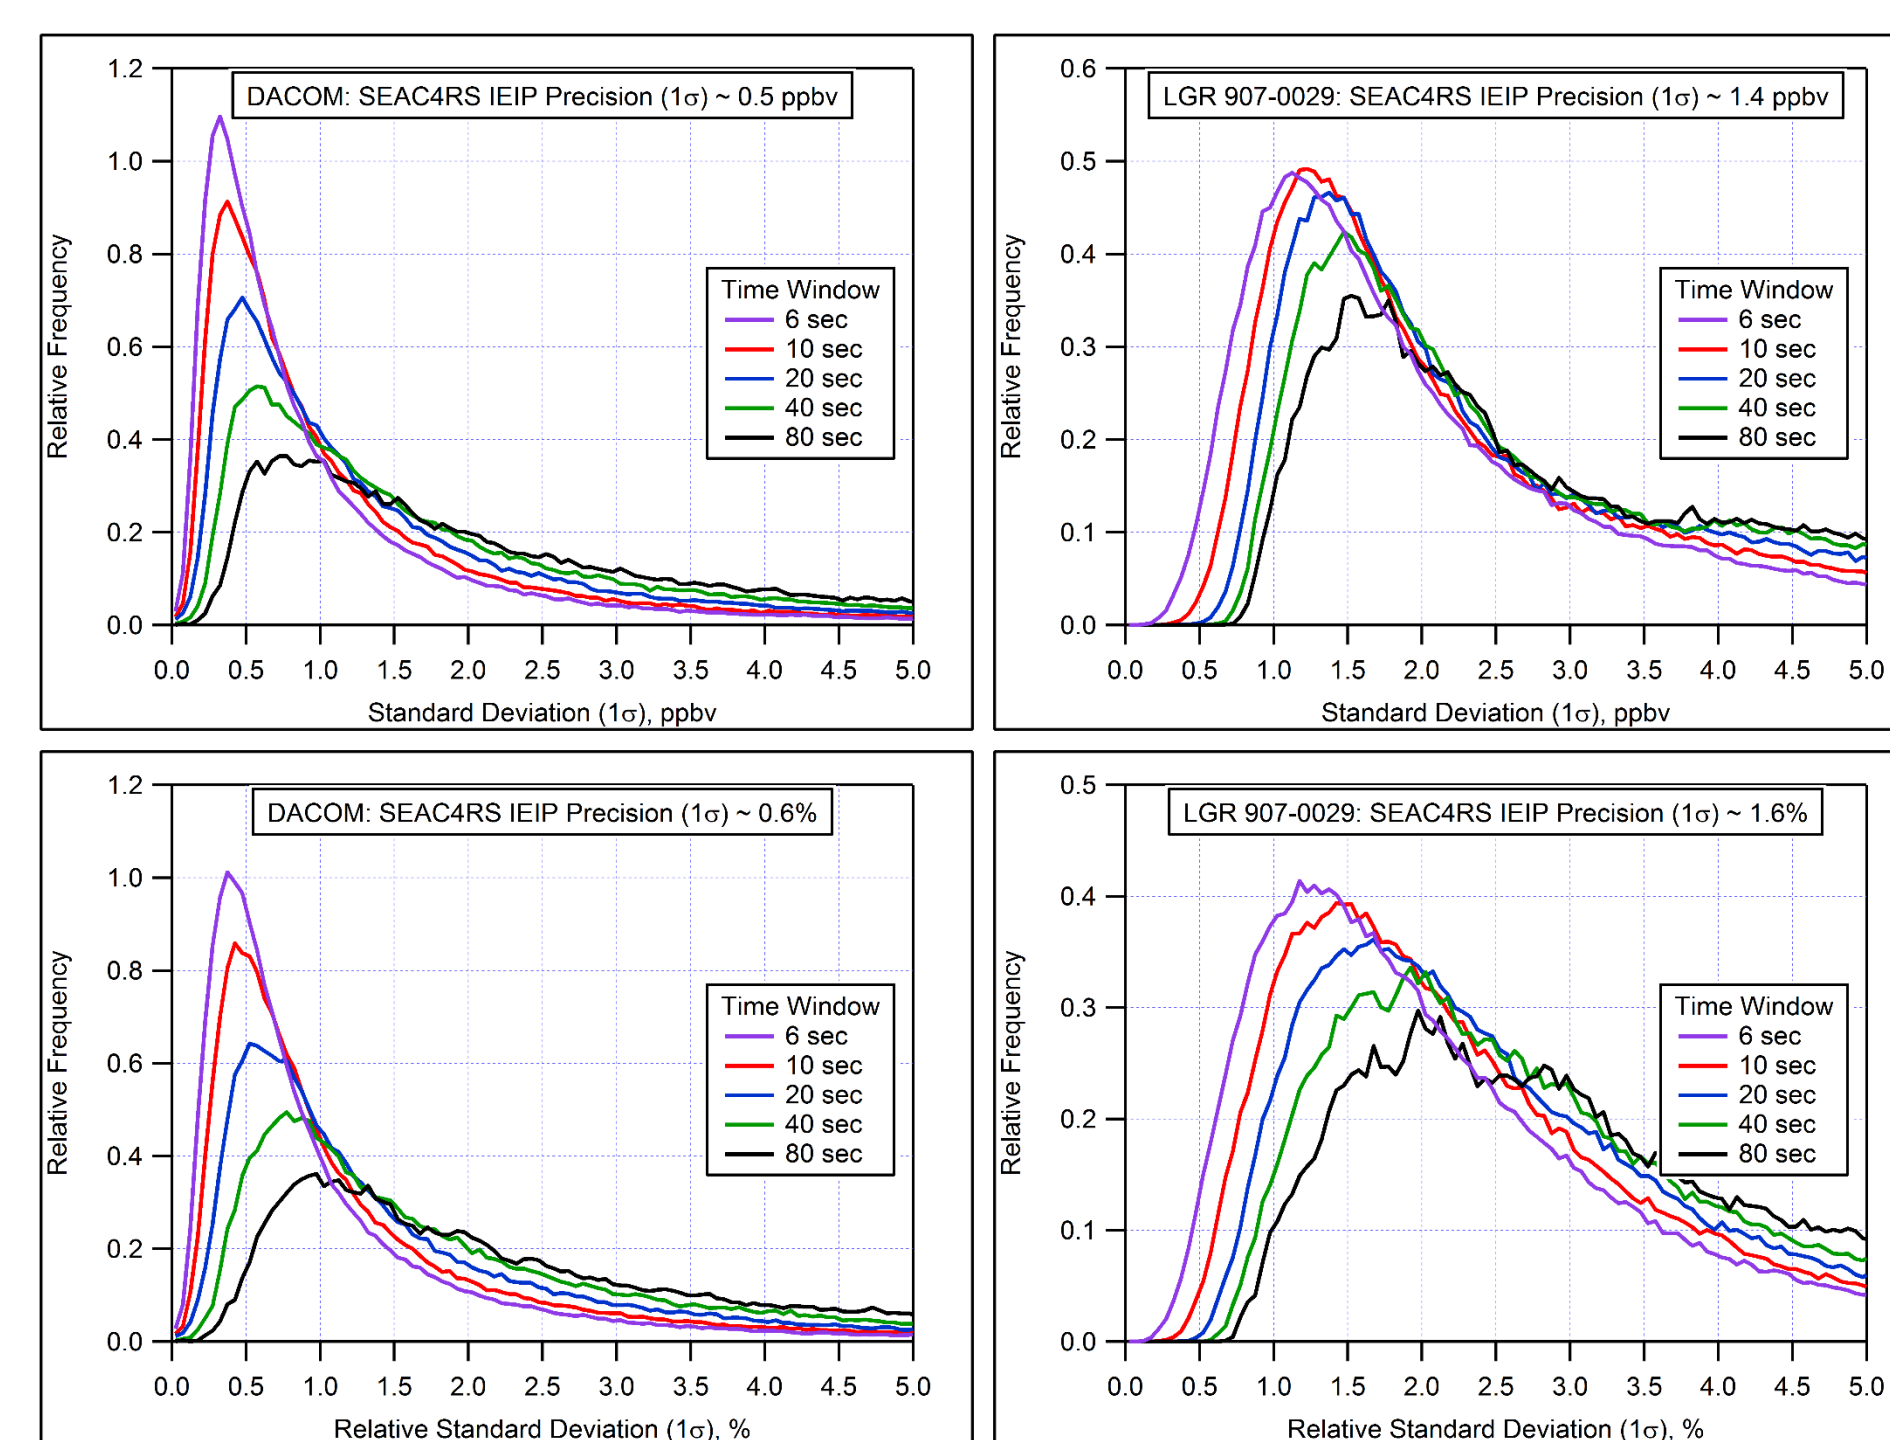 DACOM: SEAC4RS IEIP Precision (1σ) ~ 0.5 ppbv
1.2
1.0
0.8
0.6
0.4
0.2
0.0
Relative Frequency
Time Window
6 sec
10 sec
20 sec
40 sec
80 sec
0.0 0.5 1.0 1.5 2.0 2.5 3.0 3.5 4.0 4.5 5.0
Standard Deviation (1σ), ppbv
LGR 907-0029: SEAC4RS IEIP Precision (1σ) ~ 1.4 ppbv
0.6
0.5
0.4
0.3
0.2
0.1
0.0
Relative Frequency
Time Window
6 sec
10 sec
20 sec
40 sec
80 sec
0.0 0.5 1.0 1.5 2.0 2.5 3.0 3.5 4.0 4.5 5.0
Standard Deviation (1σ), ppbv
DACOM: SEAC4RS IEIP Precision (1σ) ~ 0.6%
1.2
1.0
0.8
0.6
0.4
0.2
0.0
Relative Frequency
Time Window
6 sec
10 sec
20 sec
40 sec
80 sec
0.0 0.5 1.0 1.5 2.0 2.5 3.0 3.5 4.0 4.5 5.0
Relative Standard Deviation (1σ), %
LGR 907-0029: SEAC4RS IEIP Precision (1σ) ~ 1.6%
0.5
0.4
0.3
0.2
0.1
0.0
Relative Frequency
Time Window
6 sec
10 sec
20 sec
40 sec
80 sec
0.0 0.5 1.0 1.5 2.0 2.5 3.0 3.5 4.0 4.5 5.0
Relative Standard Deviation (1σ), %